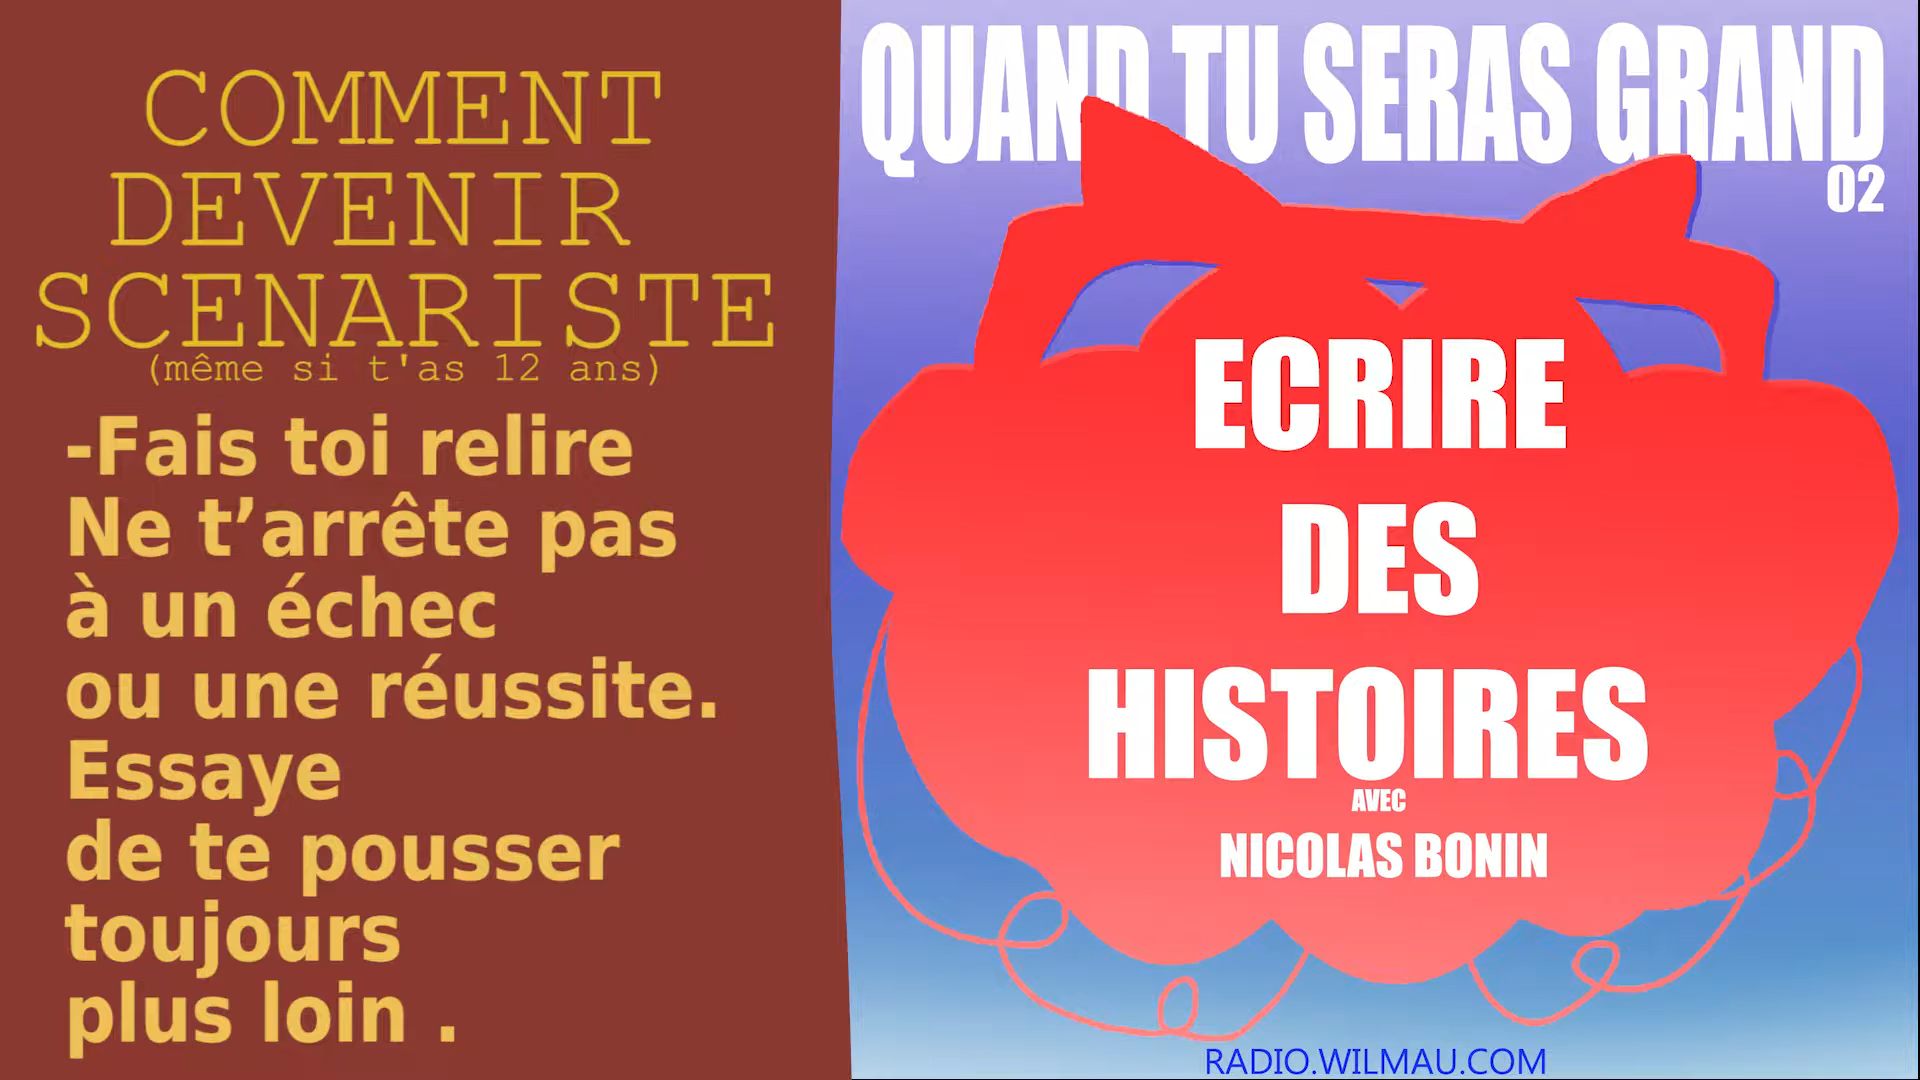 COMMENT
DEVENIR
SCENARISTE
(même si t'as 12 ans)
-Fais toi relire
Ne t’arrête pas
à un échec
ou une réussite.
Essaye
de te pousser
toujours
plus loin .
QUAND TU SERAS GRAND
02
ECRIRE
DES
HISTOIRES
AVEC
NICOLAS BONIN
RADIO.WILMAU.COM